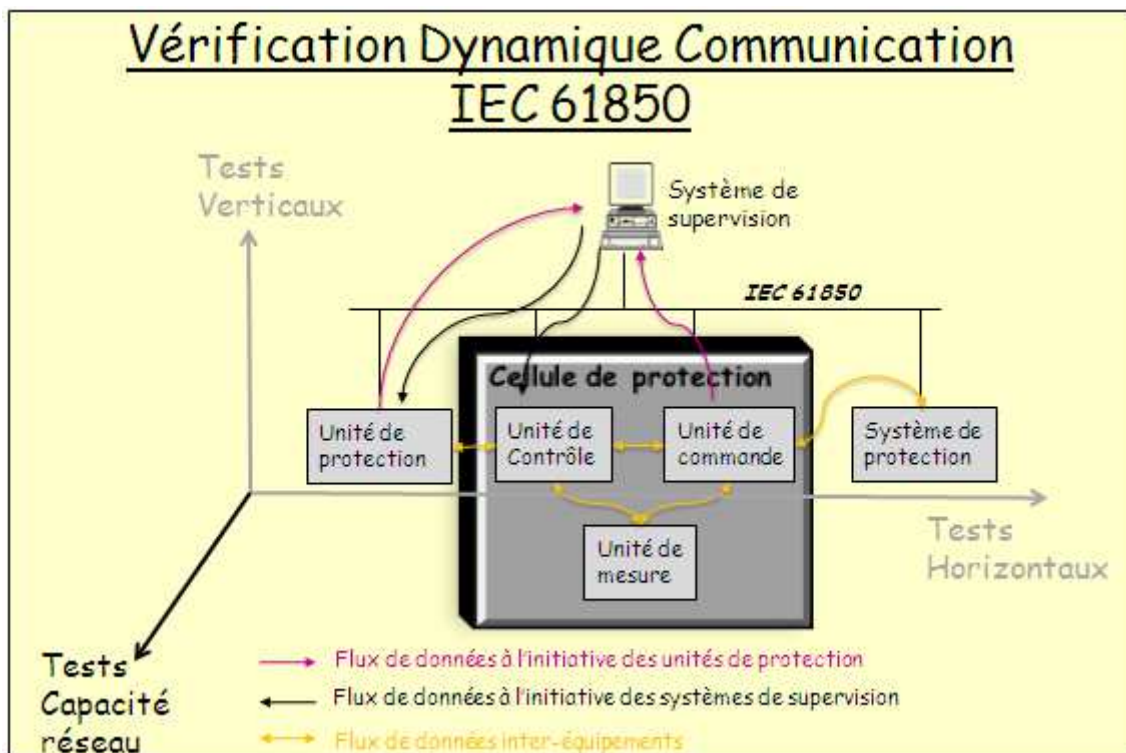 Vérification Dynamique Communication
IEC 61850
Tests
Verticaux
Système de
supervision
IEC 61850
Cellule de protection
Unité de
protection
Unité de
Contrôle
Unité de
commande
Système de
protection
Unité de
mesure
Tests
Horizontaux
Tests
Capacité
réseau
Flux de données à l'initiative des unités de protection
Flux de données à l'initiative des systèmes de supervision
Flux de données inter-équipements